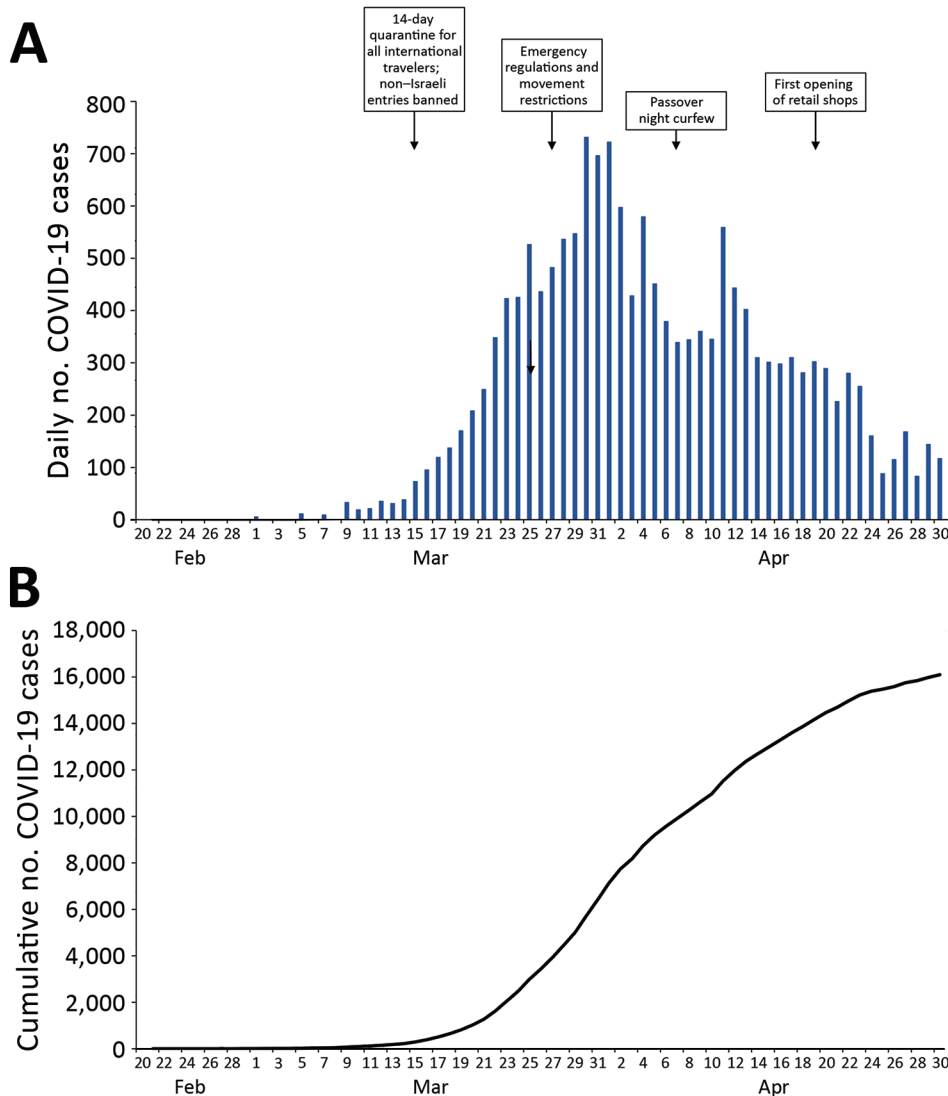 A
14-day
quarantine for
all international
travelers;
non–Israeli
entries banned
Emergency
regulations and
movement
restrictions
Passover
night curfew
First opening
of retail shops
Daily no. COVID-19 cases
800
700
600
500
400
300
200
100
0
20 22 24 26 28 1 3 5 7 9 11 13 15 17 19 21 23 25 27 29 31 2 4 6 8 10 12 14 16 18 20 22 24 26 28 30
Feb Mar Apr
B
Cumulative no. COVID-19 cases
18,000
16,000
14,000
12,000
10,000
8,000
6,000
4,000
2,000
0
20 22 24 26 28 1 3 5 7 9 11 13 15 17 19 21 23 25 27 29 31 2 4 6 8 10 12 14 16 18 20 22 24 26 28 30
Feb Mar Apr